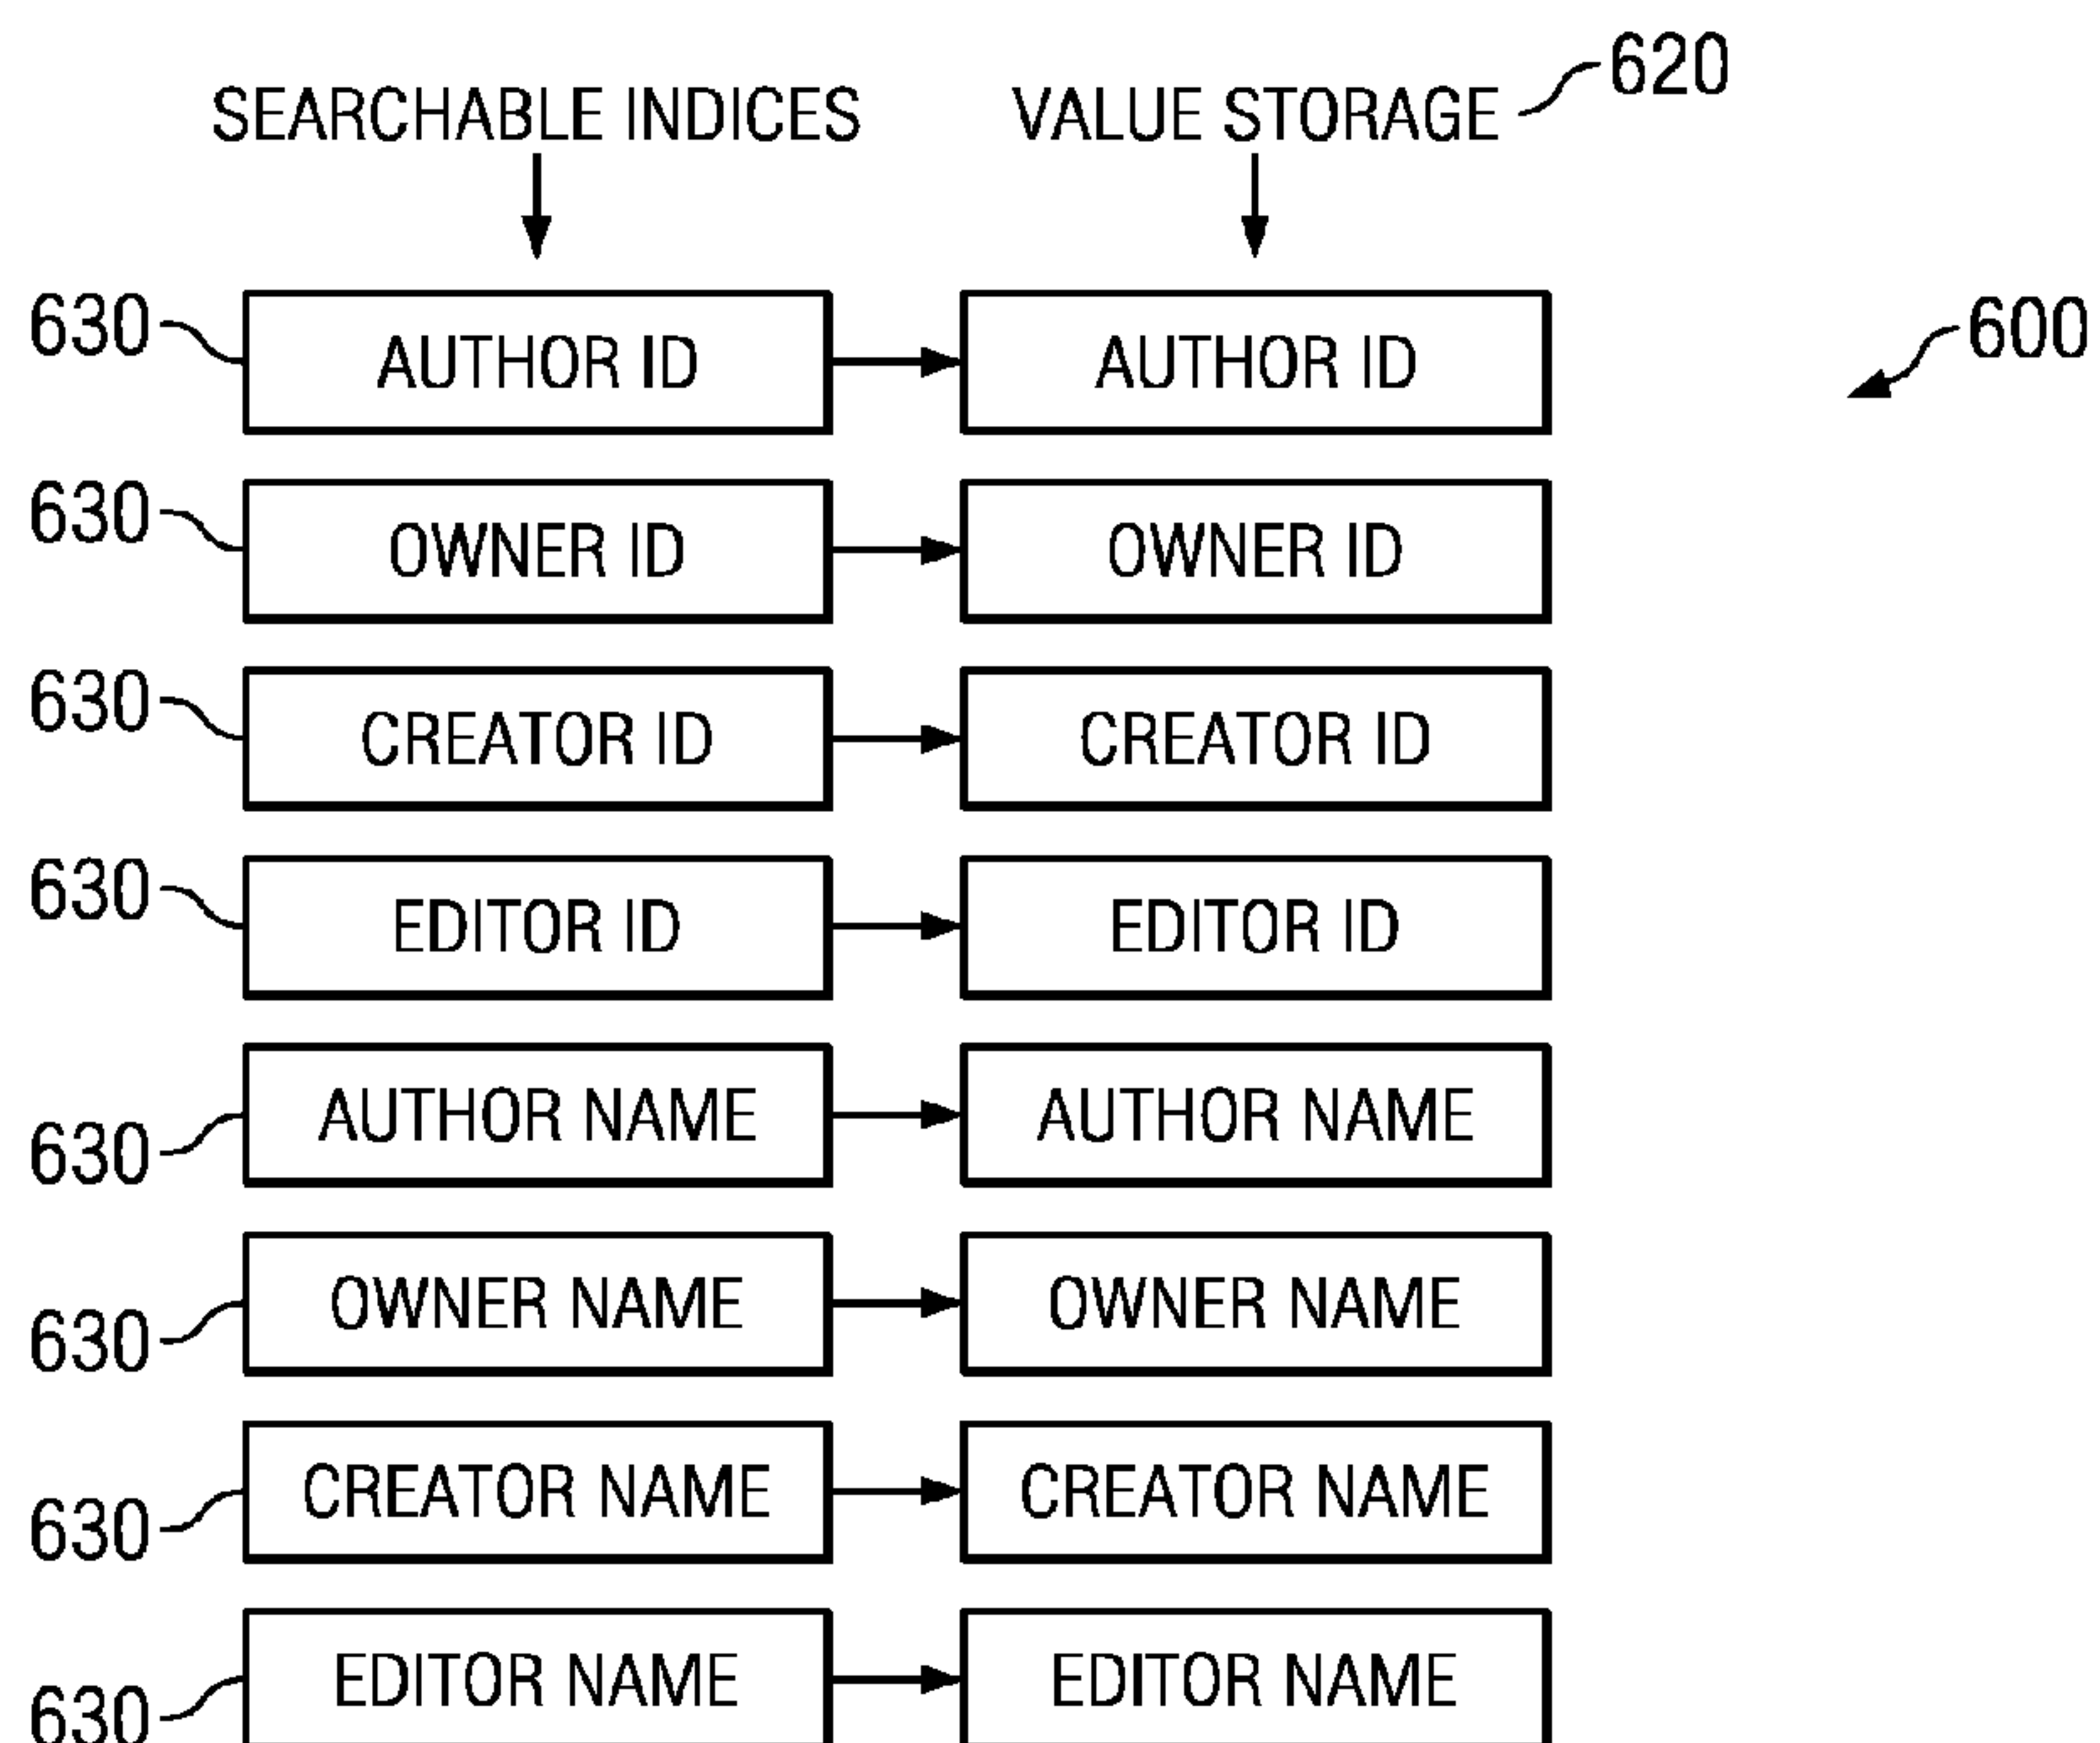 620
SEARCHABLE INDICES VALUE STORAGE
630 AUTHOR ID AUTHOR ID 600
630 OWNER ID OWNER ID
630 CREATOR ID CREATOR ID
630 EDITOR ID EDITOR ID
630 AUTHOR NAME AUTHOR NAME
630 OWNER NAME OWNER NAME
630 CREATOR NAME CREATOR NAME
630 EDITOR NAME EDITOR NAME